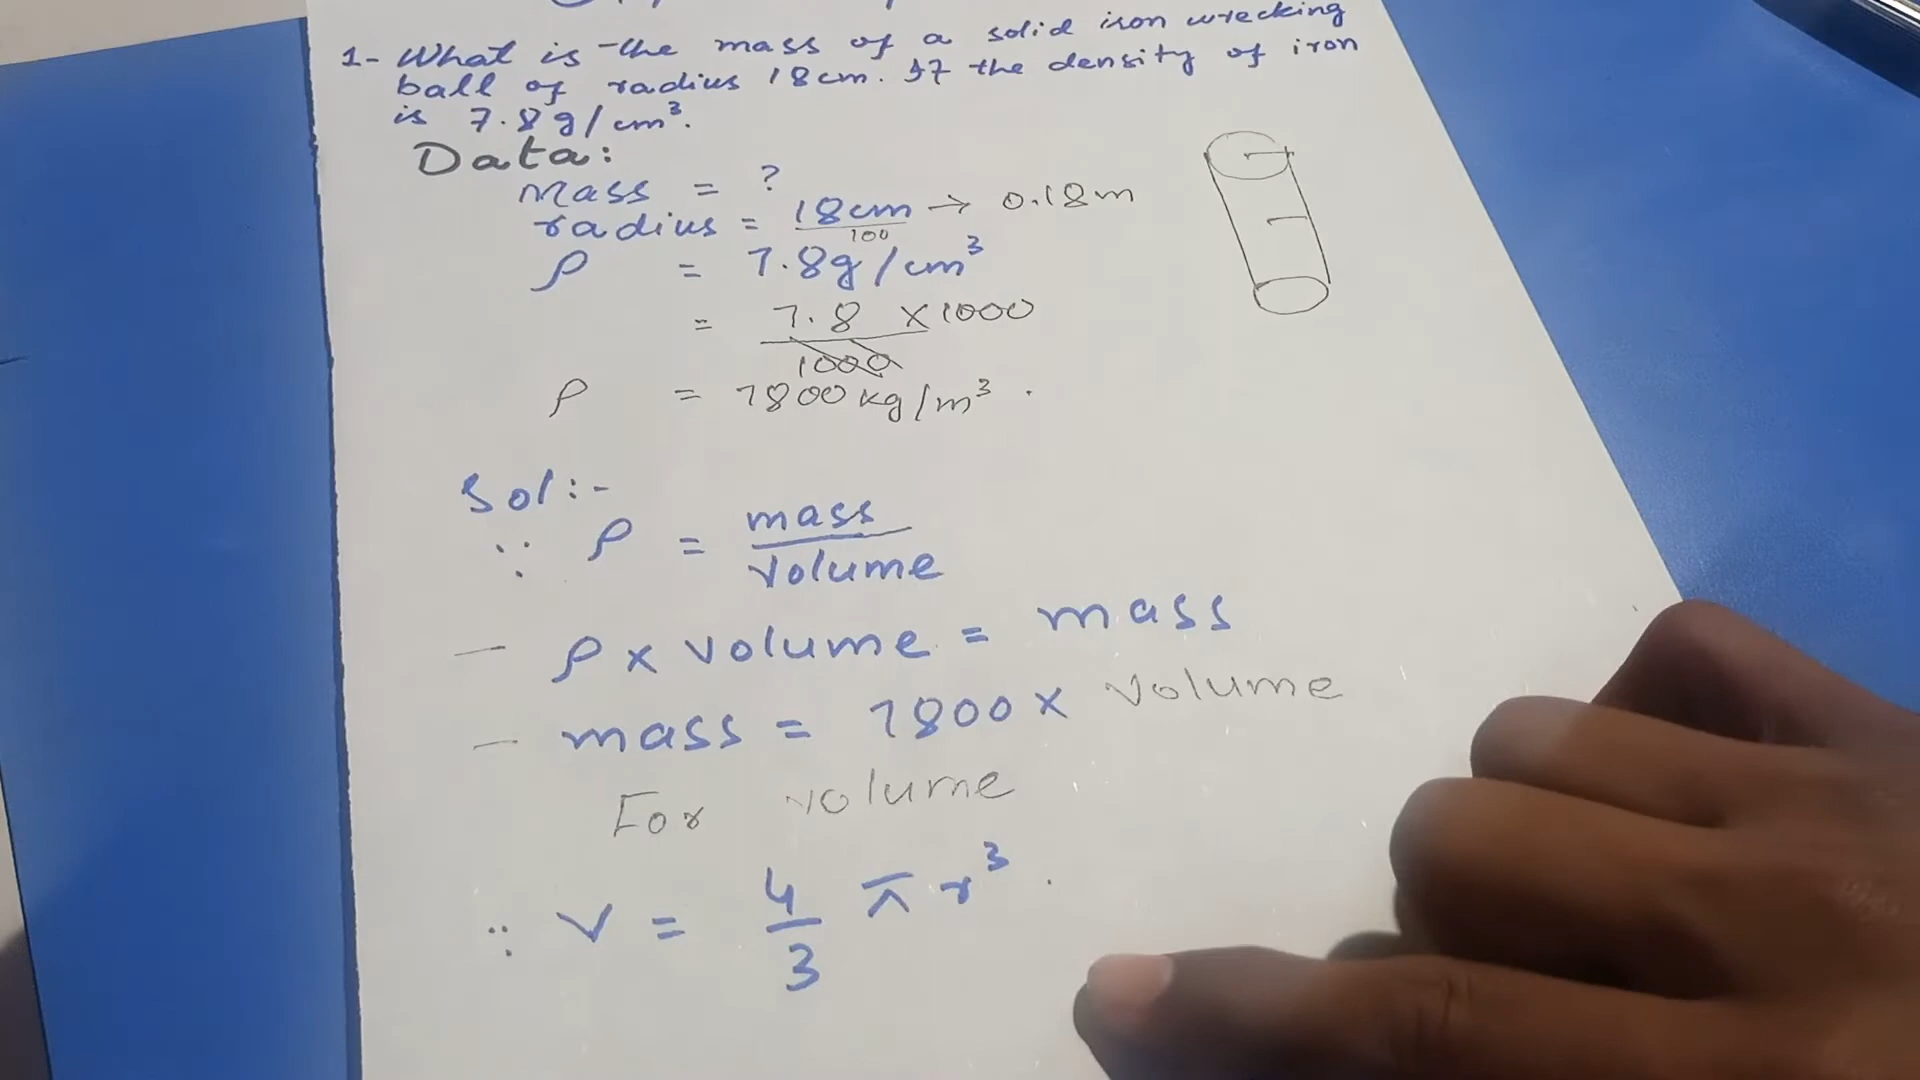 1- What is the mass of a solid iron wrecking
ball of radius 18cm. If the density of iron
is 7.8g/cm³.
Data:
Mass = ?
radius = 18cm/100 → 0.18m
ρ = 7.8g/cm³
= 7.8 × 1000
1000
ρ = 7800kg/m³.
Sol:-
∵ ρ = mass
volume
— ρ × volume = mass
— mass = 7800 × volume
For volume
∵ V = 4/3 π r³.